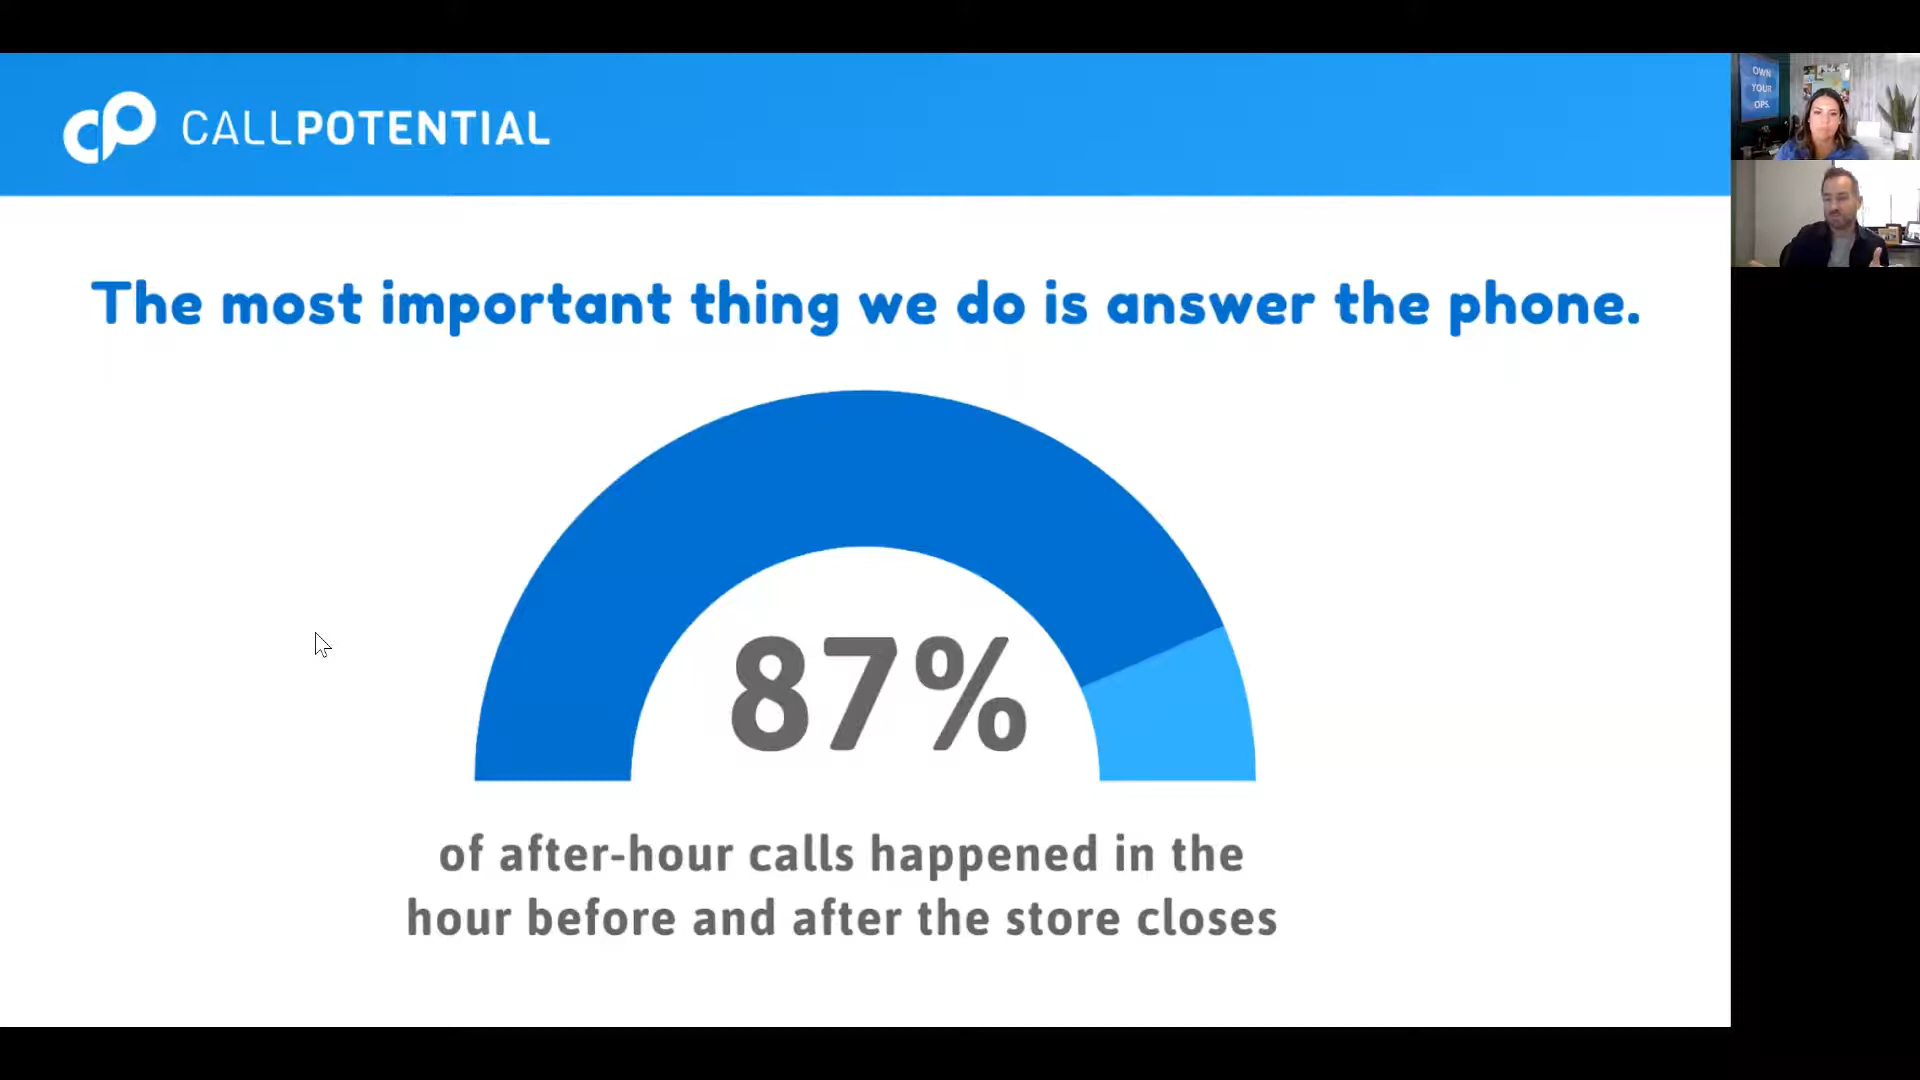 CALLPOTENTIAL
OWN
YOUR
OPS.
The most important thing we do is answer the phone.
87%
of after-hour calls happened in the
hour before and after the store closes